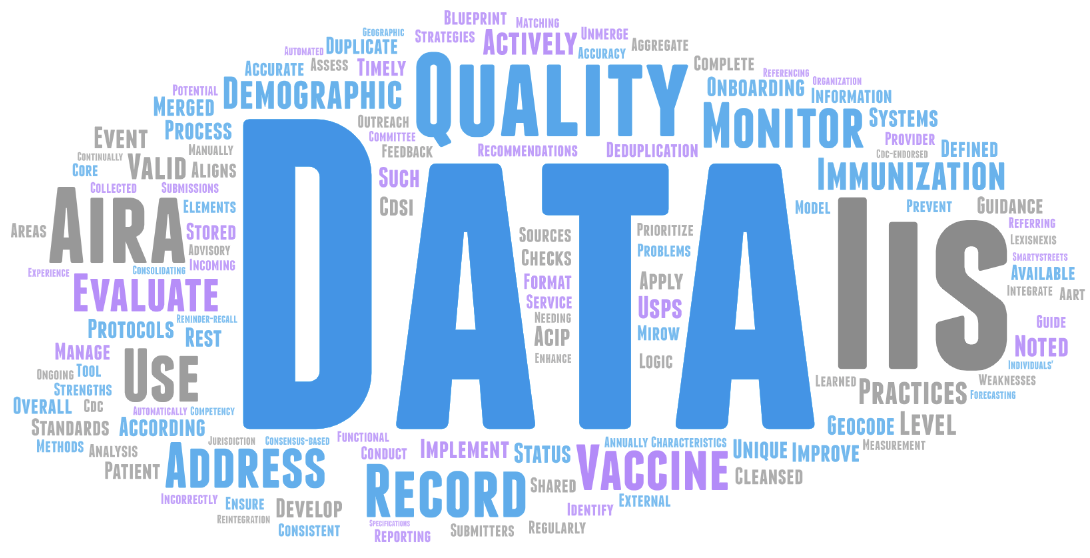 Blueprint
Matching
Geographic
Strategies
Actively
Unmerge
Automated
Duplicate
Accuracy
Aggregate
Accurate
Assess
Timely
Quality
Complete
Referencing
Organization
Potential
Merged
Demographic
Onboarding
Information
Outreach
Monitor
Systems
Event
Process
Committee
Provider
Manually
Feedback
Recommendations
Deduplication
Cdc-endorsed
Defined
Continually
Core
Valid
Aligns
Such
Immunization
Collected
Submissions
Data
Iis
Aira
Elements
Cdsi
Model
Prevent
Guidance
Areas
Stored
Sources
Prioritize
Referring
Advisory
Checks
Problems
Lexisnexis
Experience
Consolidating
Incoming
Smartystreets
Evaluate
Format
Apply
Available
Service
Usps
Integrate
Aart
Protocols
Reminder-recall
Rest
Needing
Acip
Mirow
Guide
Manage
Enhance
Logic
Noted
Ongoing
Tool
Use
Individuals'
Strengths
Learned
Practices
Weaknesses
Forecasting
Overall
Cdc
Automatically
Competency
Standards
According
Geocode
Level
Methods
Analysis
Jurisdiction
Consensus-based
Functional
Conduct
Implement
Status
Annually
Characteristics
Unique
Improve
Measurement
Patient
Address
Record
Shared
Vaccine
Cleansed
Incorrectly
Ensure
Develop
Identify
External
Reintegration
Consistent
Specifications
Reporting
Submitters
Regularly